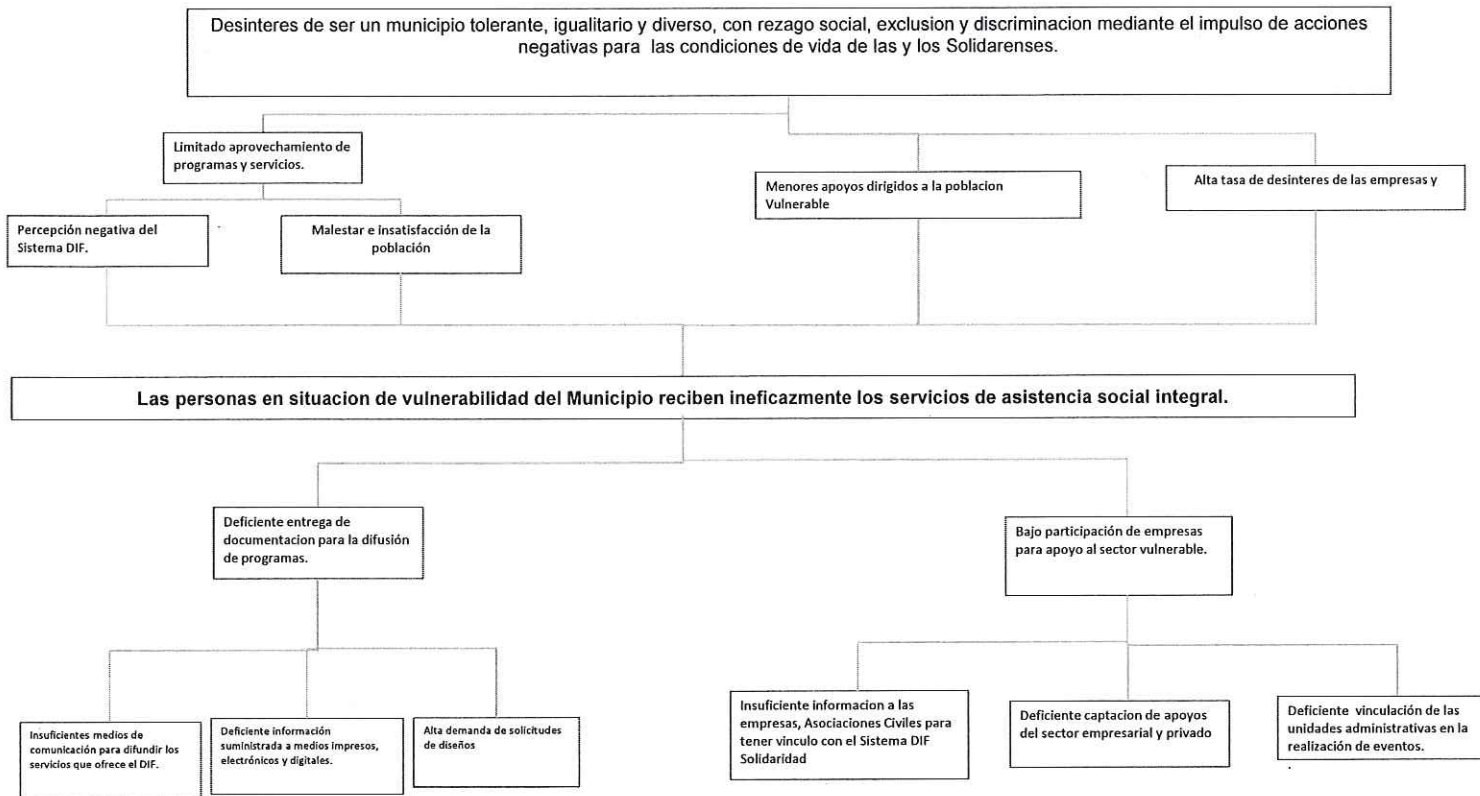 Desinteres de ser un municipio tolerante, igualitario y diverso, con rezago social, exclusion y discriminacion mediante el impulso de acciones
negativas para  las condiciones de vida de las y los Solidarenses.
Limitado aprovechamiento de
programas y servicios.
Menores apoyos dirigidos a la poblacion
Vulnerable
Alta tasa de desinteres de las empresas y
Percepción negativa del
Sistema DIF.
Malestar e insatisfacción de la
población
Las personas en situacion de vulnerabilidad del Municipio reciben ineficazmente los servicios de asistencia social integral.
Deficiente entrega de
documentacion para la difusión
de programas.
Bajo participación de empresas
para apoyo al sector vulnerable.
Insuficientes medios de
comunicación para difundir los
servicios que ofrece el DIF.
Deficiente información
suministrada a medios impresos,
electrónicos y digitales.
Alta demanda de solicitudes
de diseños
Insuficiente informacion a las
empresas, Asociaciones Civiles para
tener vinculo con el Sistema DIF
Solidaridad
Deficiente captacion de apoyos
del sector empresarial y privado
Deficiente  vinculación de las
unidades administrativas en la
realización de eventos.